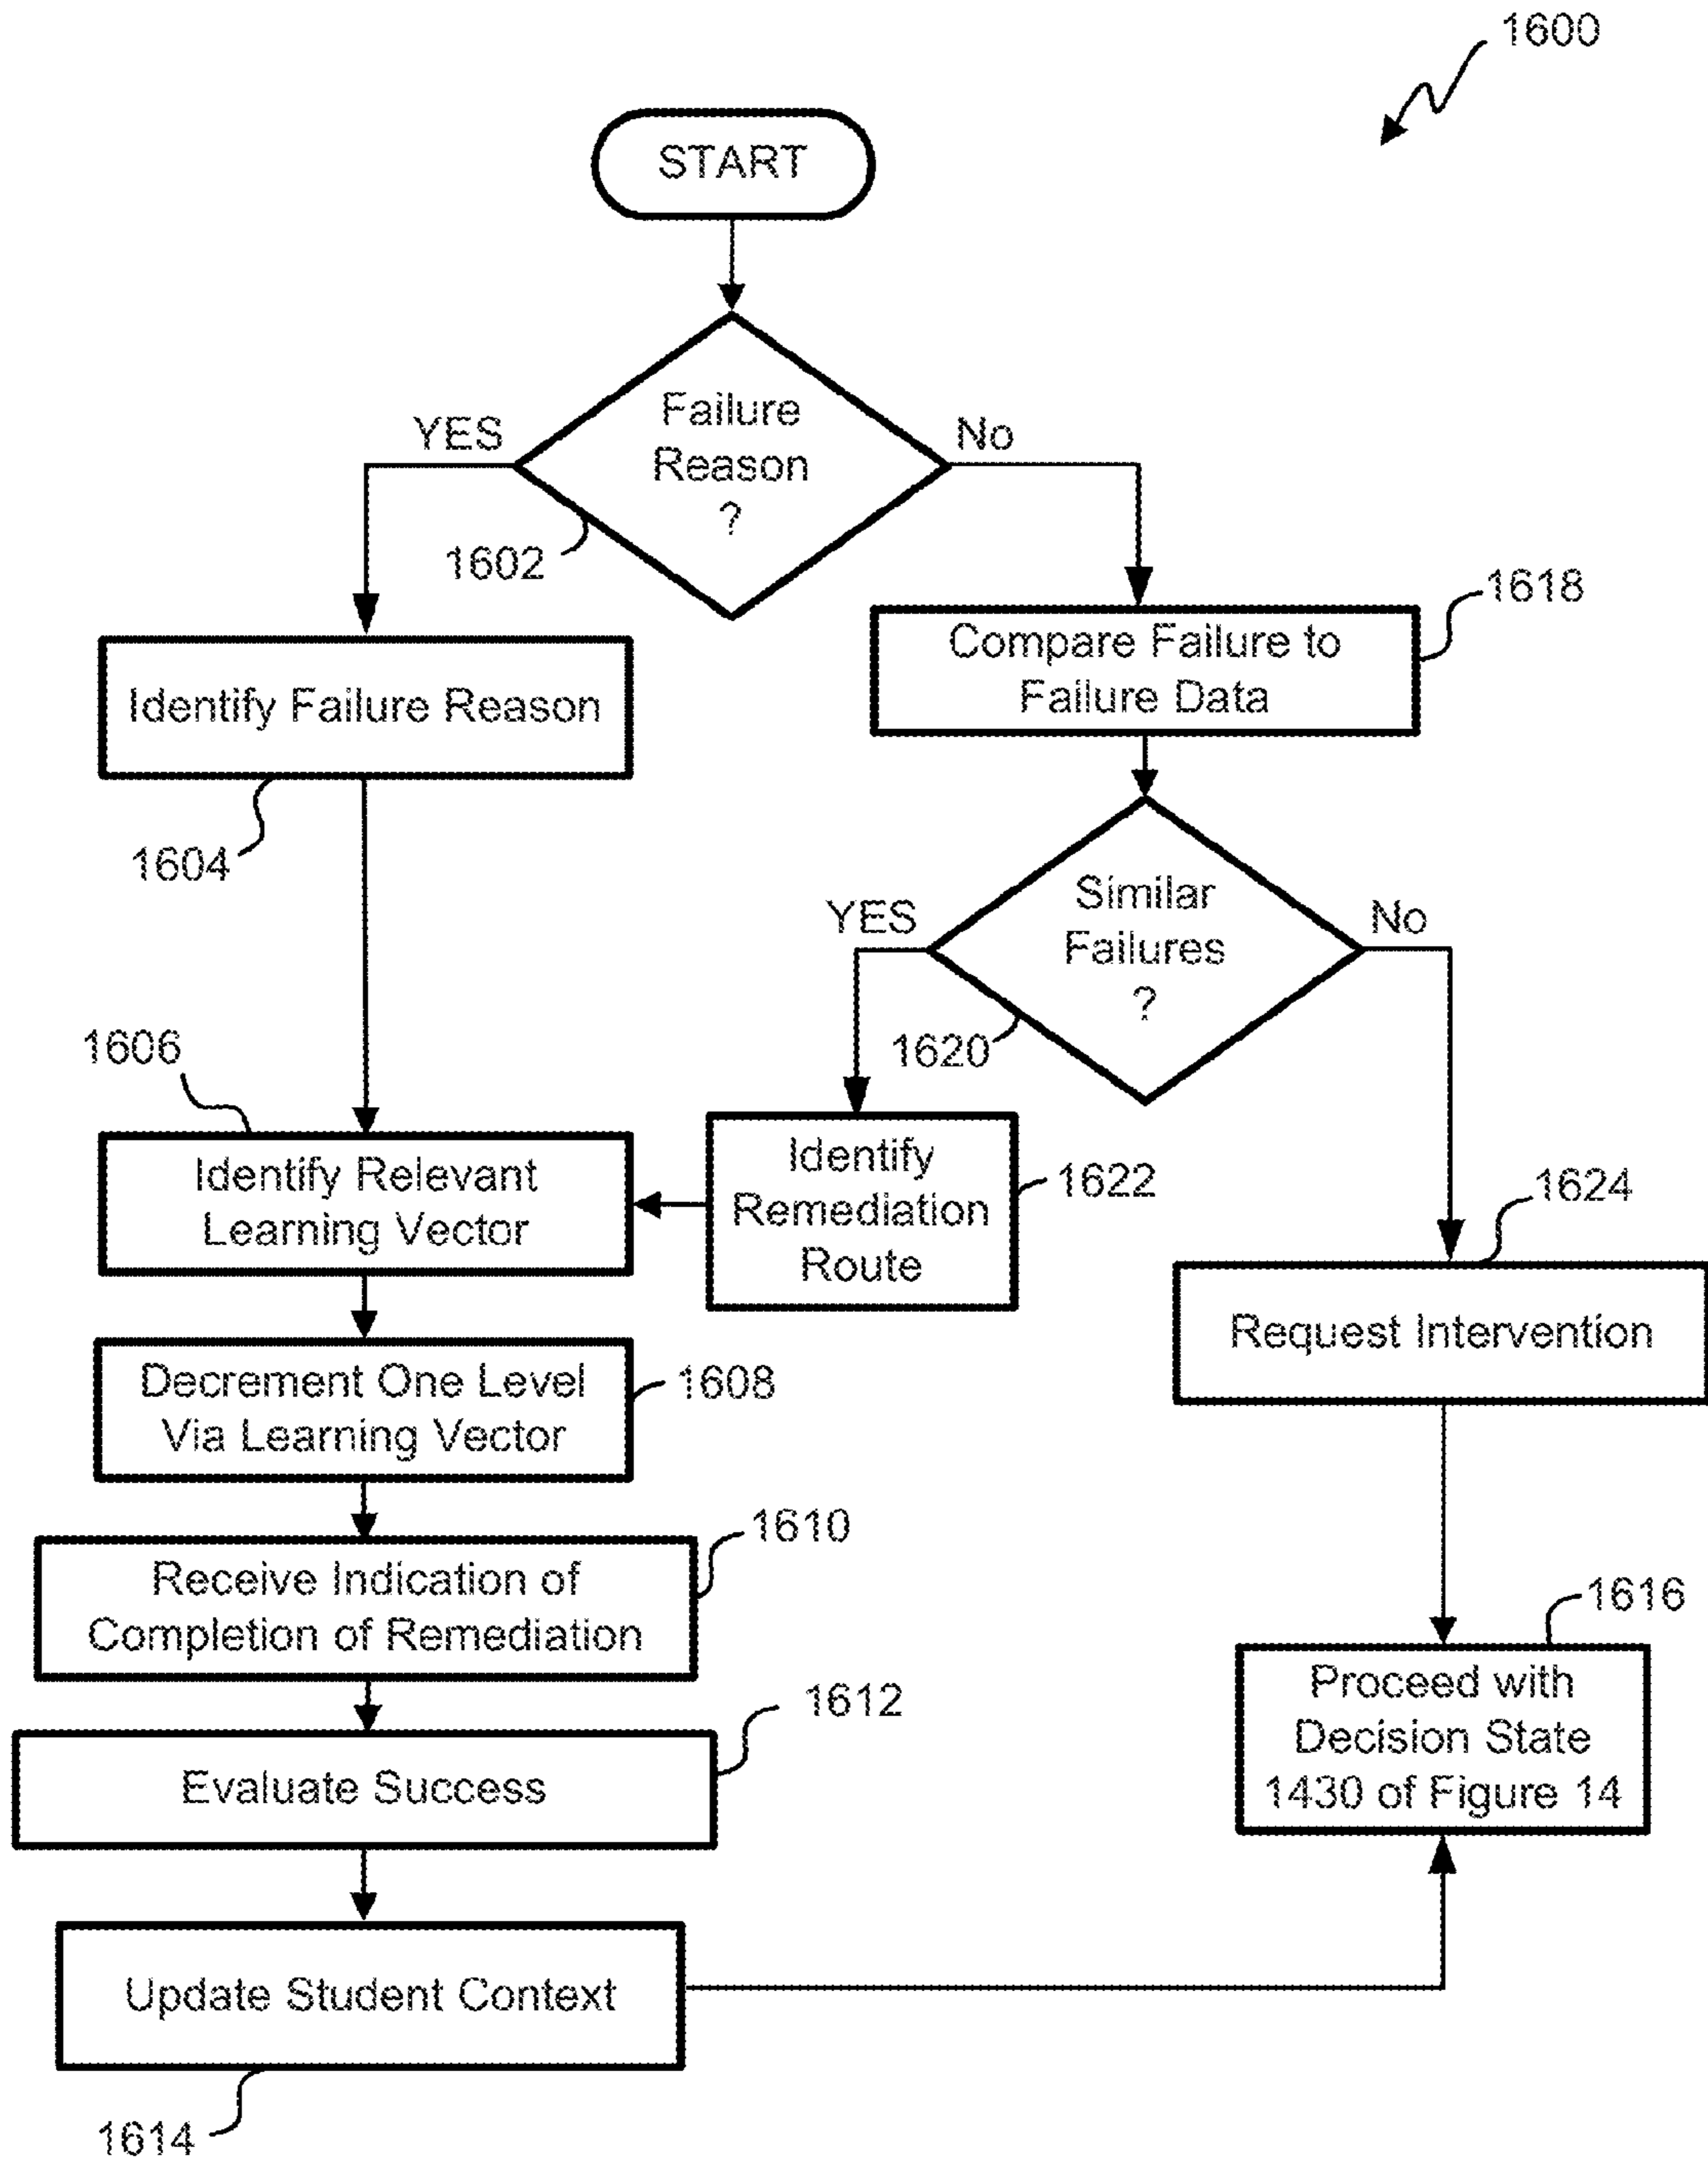 1600
START
Failure
Reason
?
YES
No
1602
1618
Compare Failure to
Failure Data
Identify Failure Reason
1604
Similar
Failures
?
YES
No
1620
1606
Identify Relevant
Learning Vector
Identify
Remediation
Route
1622
1624
Request Intervention
Decrement One Level
Via Learning Vector
1608
1610
Receive Indication of
Completion of Remediation
1616
Proceed with
Decision State
1430 of Figure 14
1612
Evaluate Success
Update Student Context
1614